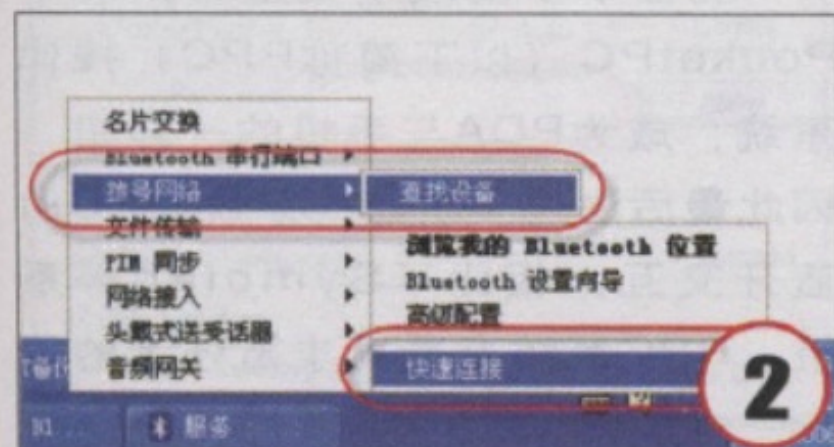 名片交换
Bluetooth 串行端口
拨号网络
查找设备
文件传输
PIM 同步
网络接入
头戴式送受话器
音频网关
浏览我的 Bluetooth 位置
Bluetooth 设置向导
高级配置
快速连接
2
服务